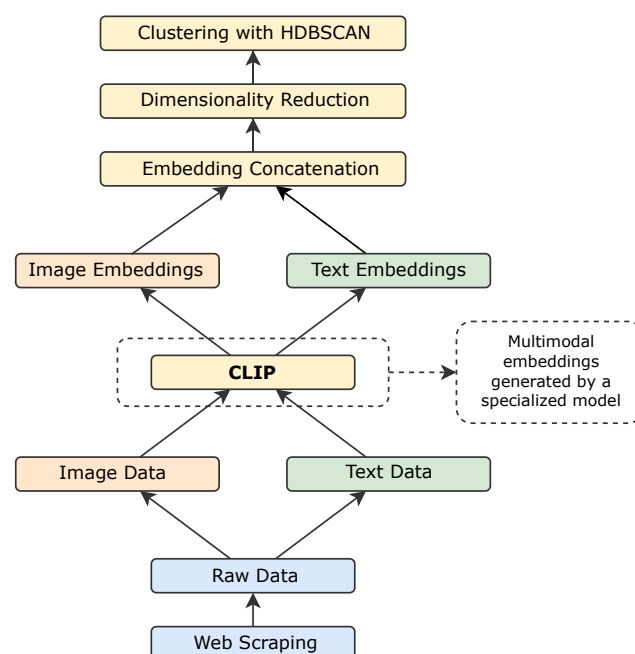 Clustering with HDBSCAN
Dimensionality Reduction
Embedding Concatenation
Image Embeddings
Text Embeddings
CLIP
Multimodal
embeddings
generated by a
specialized model
Image Data
Text Data
Raw Data
Web Scraping